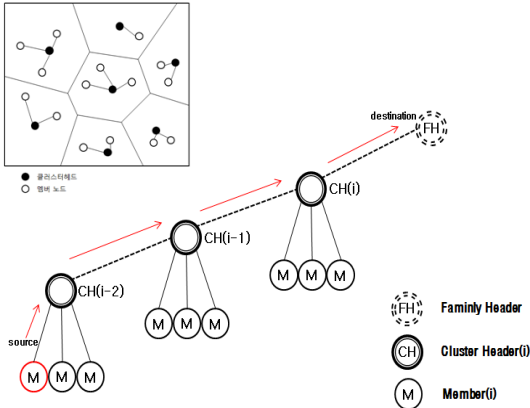 클러스터헤드
멤버 노드
destination
FH
CH(i)
CH(i-1)
CH(i-2)
M M M
M M M
source
M M M
FH Faminly Header
CH Cluster Header(i)
M Member(i)